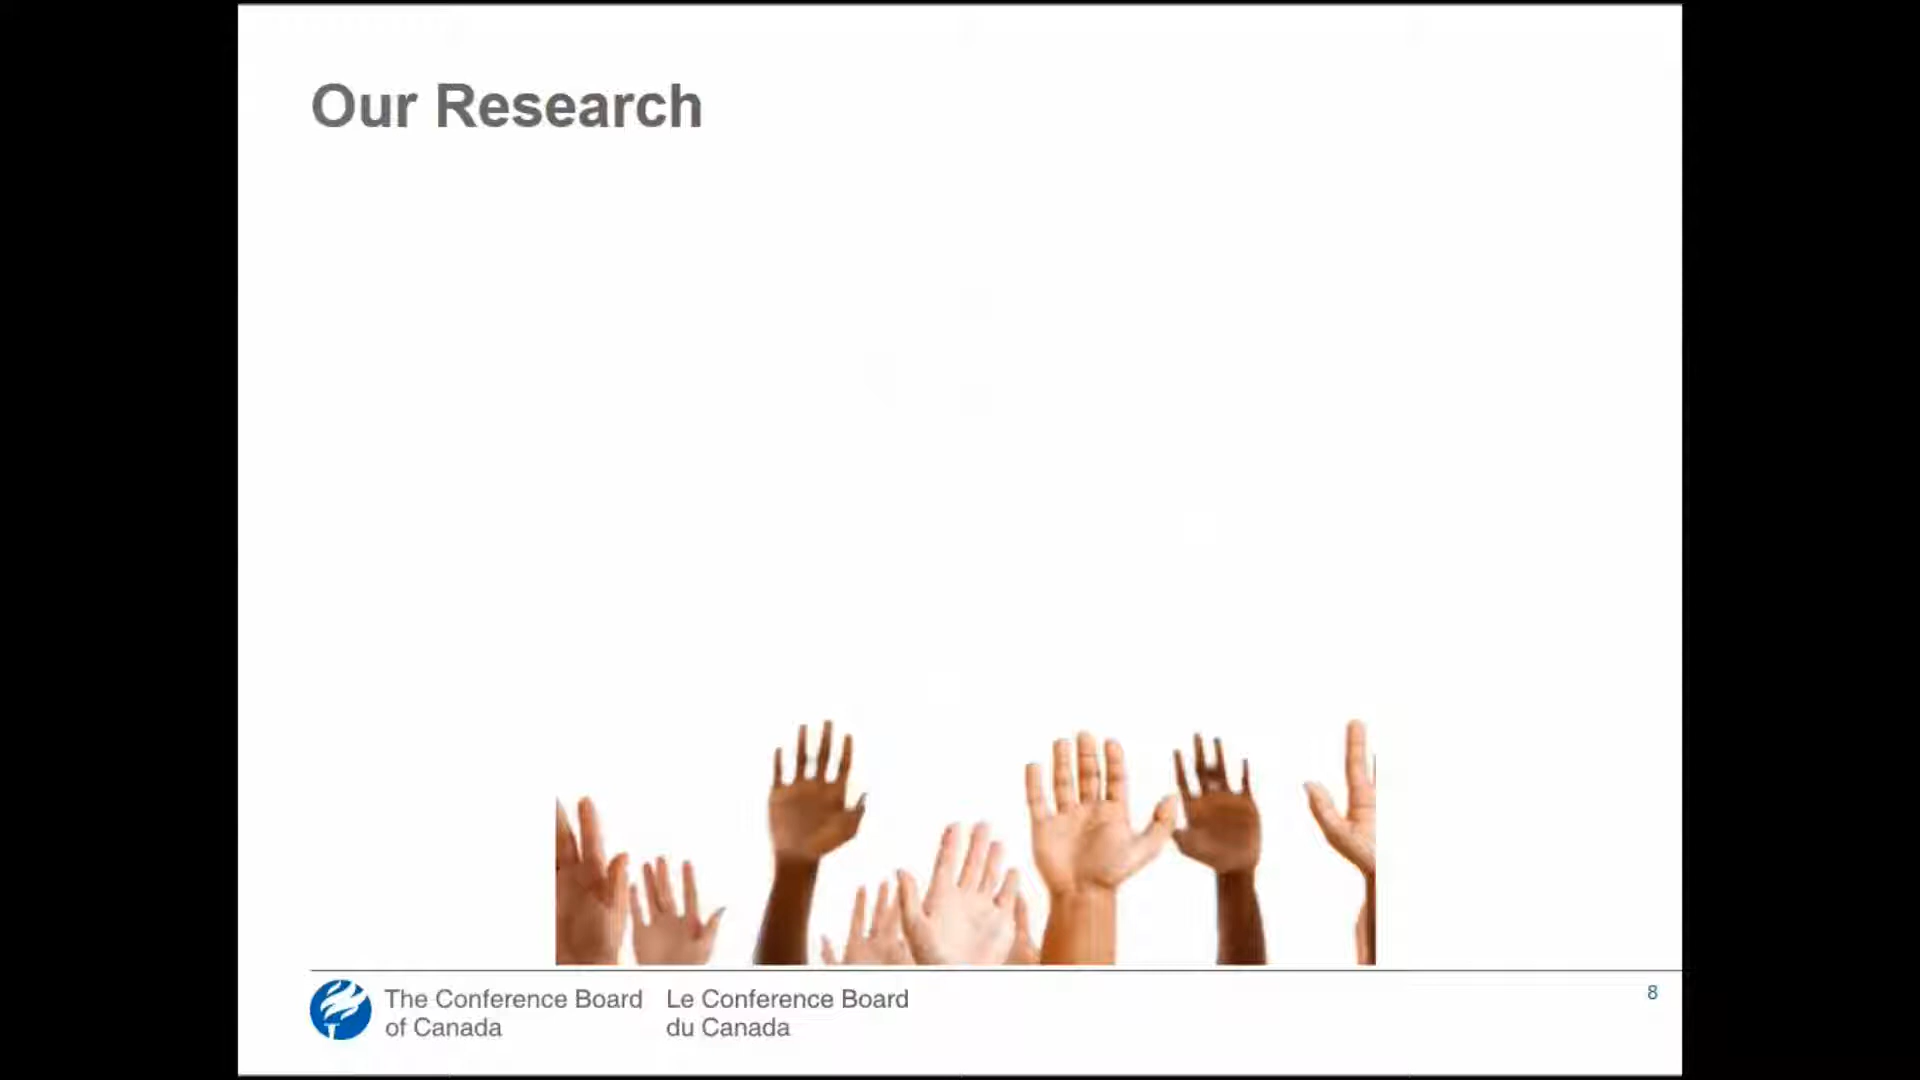 Our Research
The Conference Board
of Canada
Le Conference Board
du Canada
8